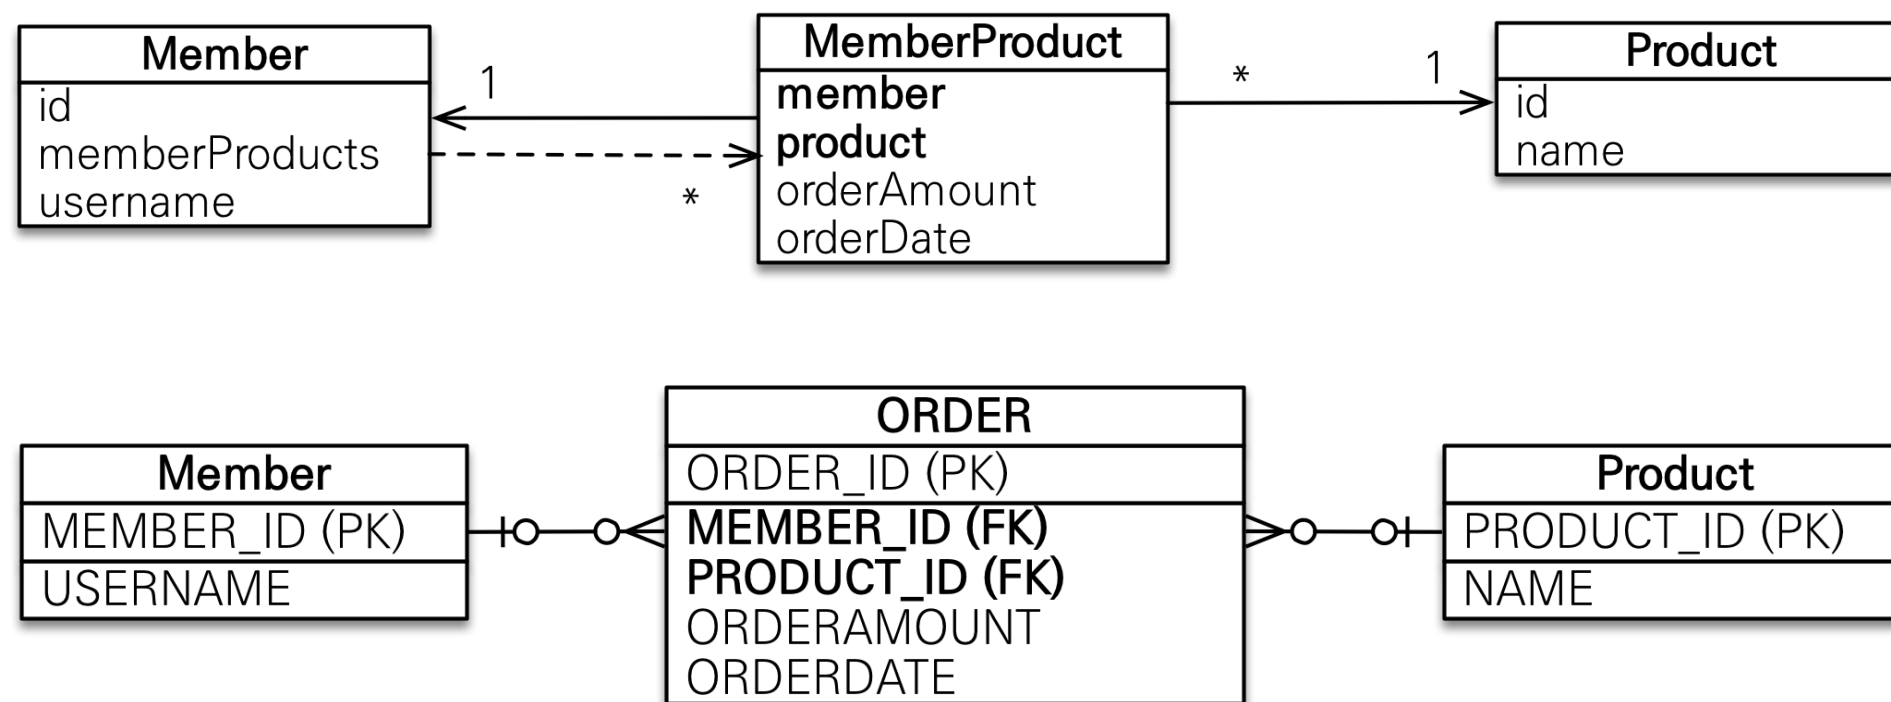 Member
id
memberProducts
username
1
*
MemberProduct
member
product
orderAmount
orderDate
*
1
Product
id
name
Member
MEMBER_ID (PK)
USERNAME
ORDER
ORDER_ID (PK)
MEMBER_ID (FK)
PRODUCT_ID (FK)
ORDERAMOUNT
ORDERDATE
Product
PRODUCT_ID (PK)
NAME